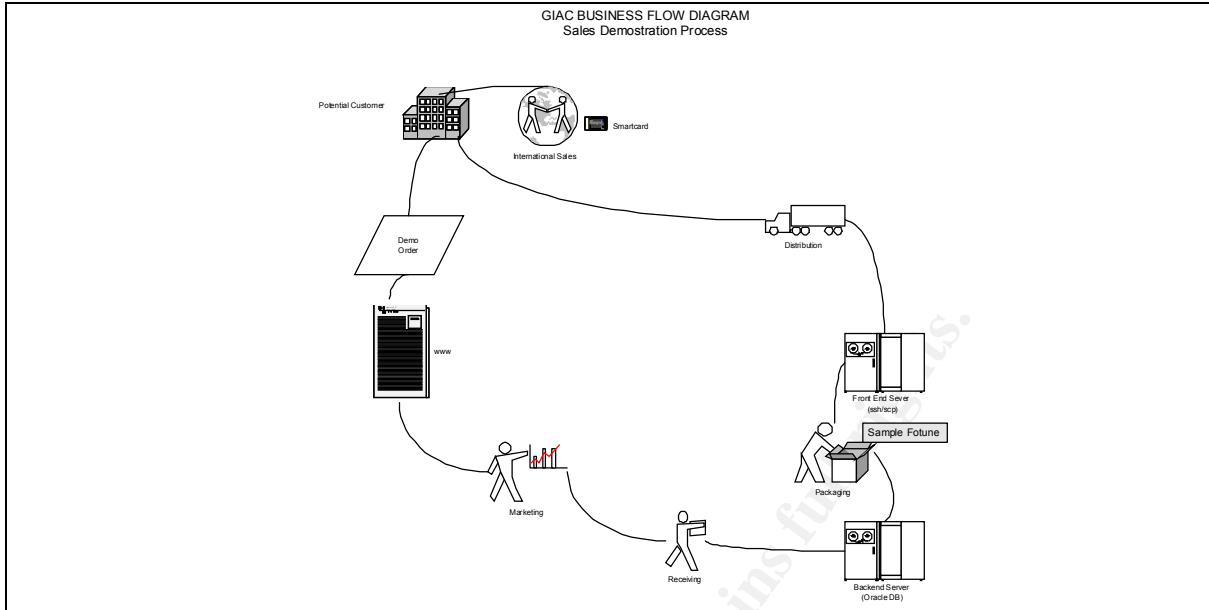 GIAC BUSINESS FLOW DIAGRAM
Sales Demostration Process
Potential Customer
Smartcard
International Sales
Demo
Order
Distribution
www
Front End Sever
(ssh/scp)
Sample Fotune
Packaging
Marketing
Receiving
Backend Server
(Oracle DB)